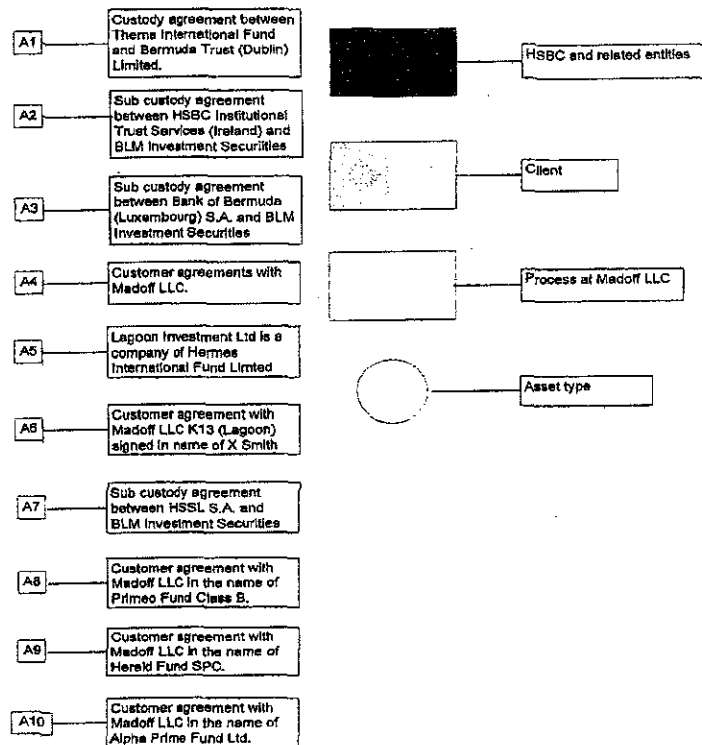 A1
Custody agreement between
Thema International Fund
and Bermuda Trust (Dublin)
Limited.
A2
Sub custody agreement
between HSBC Institutional
Trust Services (Ireland) and
BLM Investment Securities
A3
Sub custody agreement
between Bank of Bermuda
(Luxembourg) S.A. and BLM
Investment Securities
A4
Customer agreements with
Madoff LLC.
A5
Lagoon Investment Ltd is a
company of Hermes
International Fund Limted
A6
Customer agreement with
Madoff LLC K13 (Lagoon)
signed in name of X Smith
A7
Sub custody agreement
between HSSL S.A. and
BLM Investment Securities
A8
Customer agreement with
Madoff LLC in the name of
Primeo Fund Class B.
A9
Customer agreement with
Madoff LLC in the name of
Herald Fund SPC.
A10
Customer agreement with
Madoff LLC in the name of
Alpha Prime Fund Ltd.
HSBC and related entities
Client
Process at Madoff LLC
Asset type